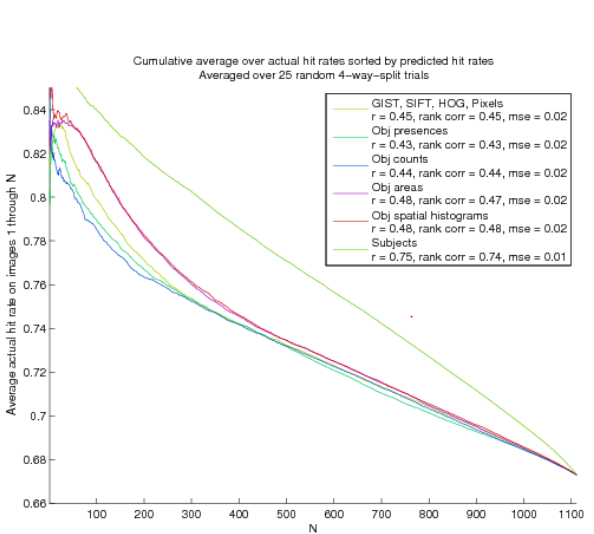 Cumulative average over actual hit rates sorted by predicted hit rates
Averaged over 25 random 4-way-split trials
GIST, SIFT, HOG, Pixels
r = 0.45, rank corr = 0.45, mse = 0.02
Obj presences
r = 0.43, rank corr = 0.43, mse = 0.02
Obj counts
r = 0.44, rank corr = 0.44, mse = 0.02
Obj areas
r = 0.48, rank corr = 0.47, mse = 0.02
Obj spatial histograms
r = 0.48, rank corr = 0.48, mse = 0.02
Subjects
r = 0.75, rank corr = 0.74, mse = 0.01
Average actual hit rate on images 1 through N
0.84
0.82
0.8
0.78
0.76
0.74
0.72
0.7
0.68
0.66
100 200 300 400 500 600 700 800 900 1000 1100
N